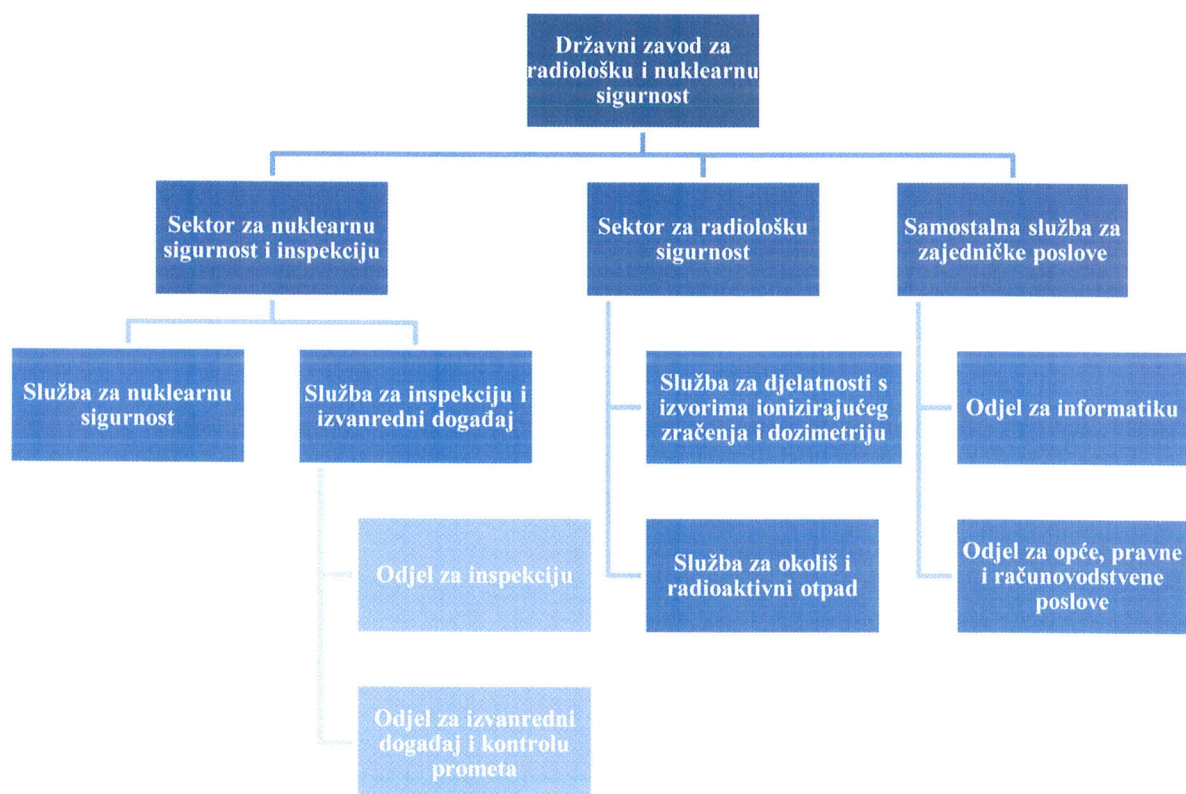 Državni zavod za
radiološku i nuklearnu
sigurnost
Sektor za nuklearnu
sigurnost i inspekciju
Sektor za radiološku
sigurnost
Samostalna služba za
zajedničke poslove
Služba za nuklearnu
sigurnost
Služba za inspekciju i
izvanredni događaj
Služba za djelatnosti s
izvorima ionizirajućeg
zračenja i dozimetriju
Odjel za informatiku
Odjel za inspekciju
Služba za okoliš i
radioaktivni otpad
Odjel za opće, pravne
i računovodstvene
poslove
Odjel za izvanredni
događaj i kontrolu
prometa